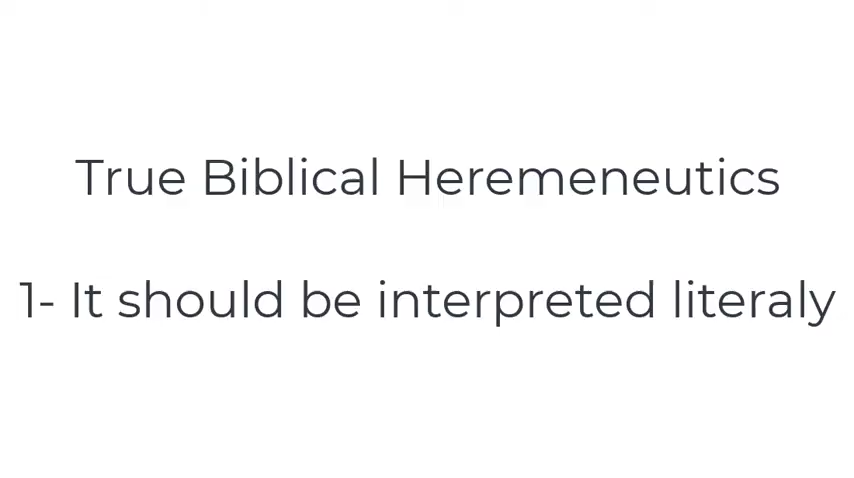 True Biblical Heremeneutics
1- It should be interpreted literaly